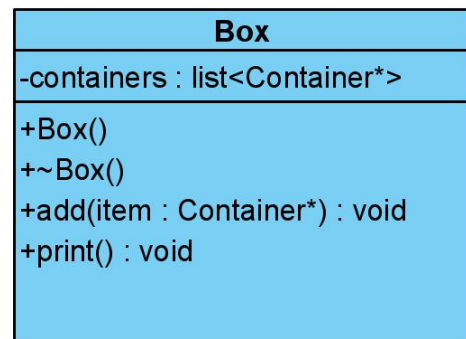 Box
-containers : list<Container*>
+Box()
+~Box()
+add(item : Container*) : void
+print() : void